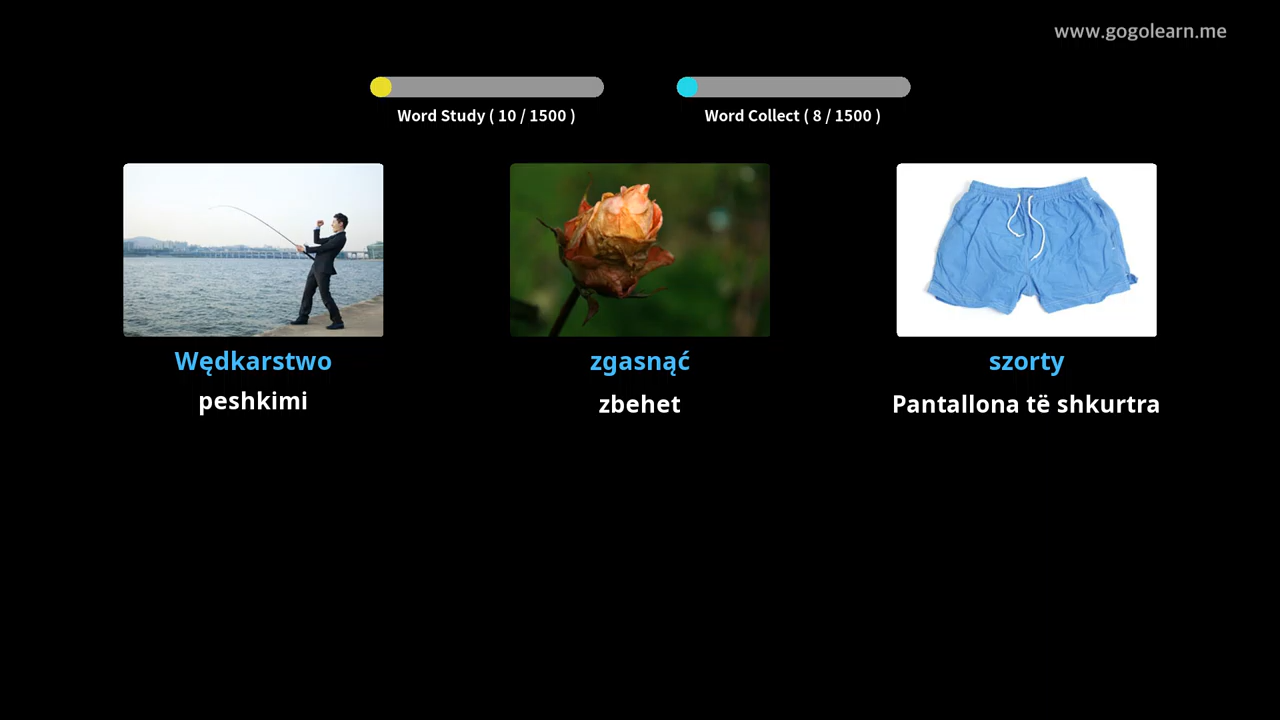 www.gogolearn.me
Word Study ( 10 / 1500 )
Word Collect ( 8 / 1500 )
Wędkarstwo
zgasnąć
szorty
peshkimi
zbehet
Pantallona të shkurtra